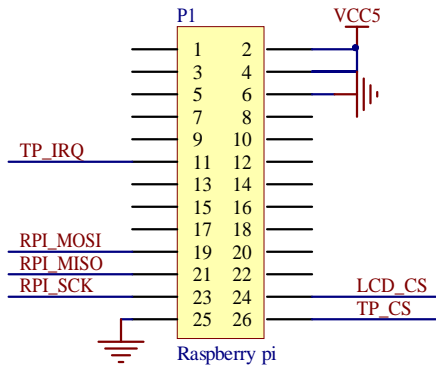 P1
VCC5
1 2
3 4
5 6
7 8
9 10
TP_IRQ
11 12
13 14
15 16
17 18
RPI_MOSI
19 20
RPI_MISO
21 22
RPI_SCK
23 24
LCD_CS
25 26
TP_CS
Raspberry pi